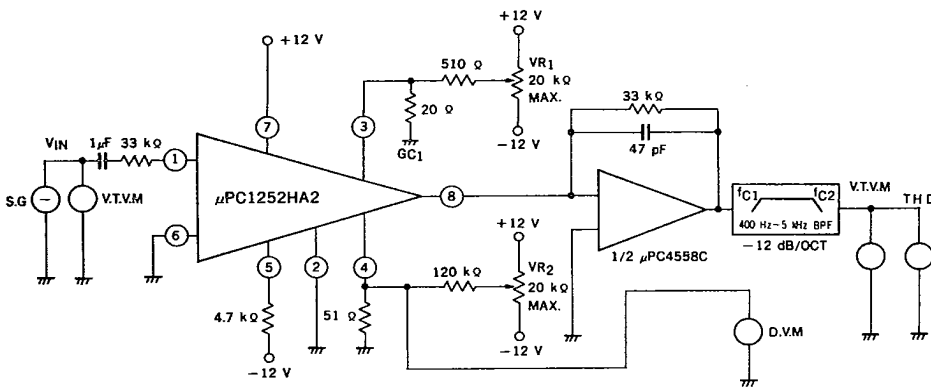 +12 V
+12 V
510 Ω
VR1
20 kΩ
MAX.
20 Ω
−12 V
GC1
33 kΩ
47 pF
VIN
1μF
33 kΩ
7
3
1
S.G
V.T.V.M
μPC1252HA2
8
6
5
2
4
4.7 kΩ
−12 V
51 Ω
120 kΩ
+12 V
VR2
20 kΩ
MAX.
−12 V
1/2 μPC4558C
fC1
fC2
400 Hz−5 kHz BPF
−12 dB/OCT
V.T.V.M
THD
D.V.M